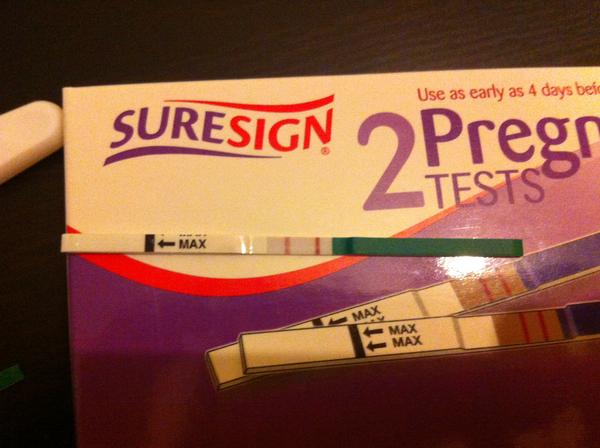 Use as early as 4 days befo
SURESIGN®
2 Pregn
TESTS
MAX
MAX
MAX
MAX